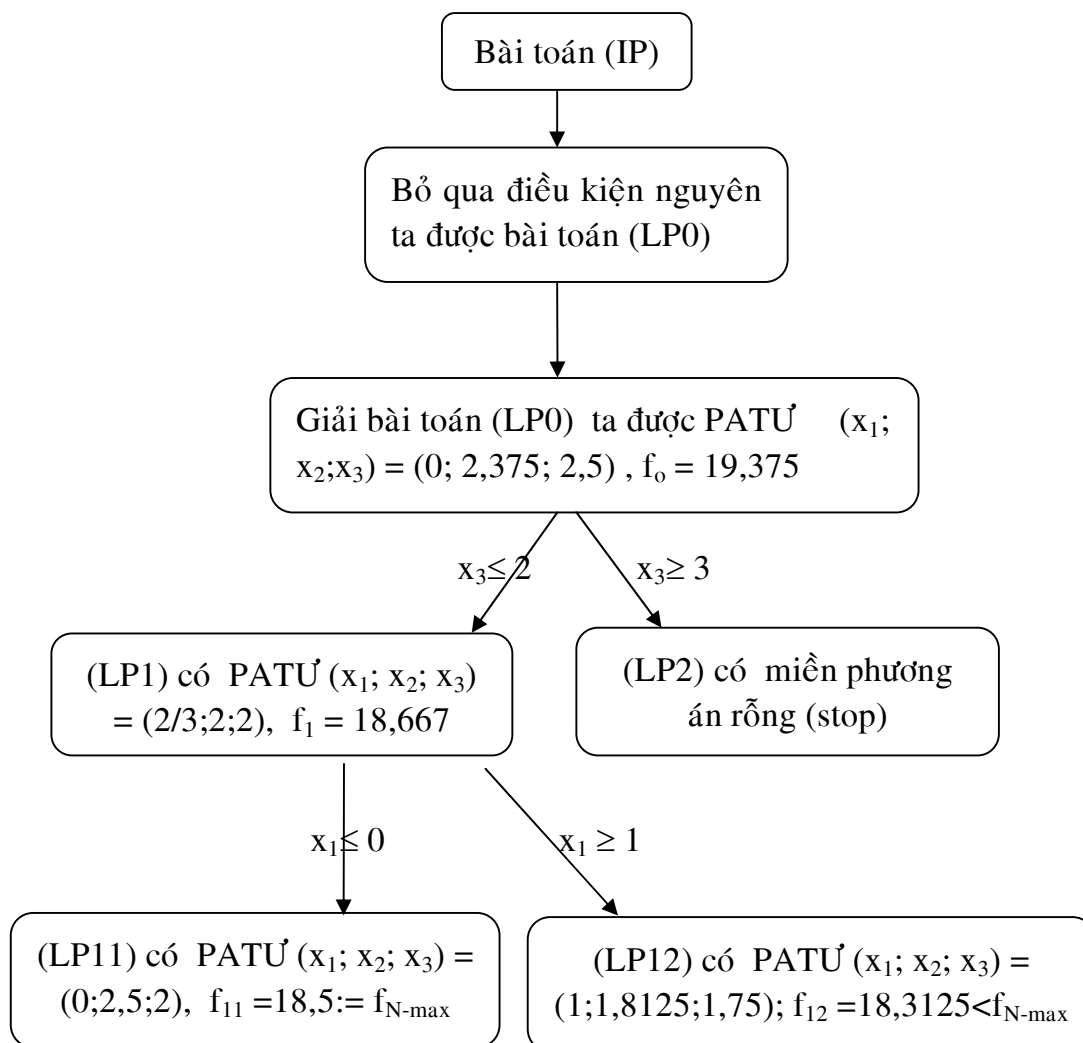 Bài toán (IP)
Bỏ qua điều kiện nguyên
ta được bài toán (LP0)
Giải bài toán (LP0) ta được PATƯ (x₁;
x₂;x₃) = (0; 2,375; 2,5) , fₒ = 19,375
x₃≤ 2
x₃≥ 3
(LP1) có PATƯ (x₁; x₂; x₃)
= (2/3;2;2), f₁ = 18,667
(LP2) có miền phương
án rỗng (stop)
x₁≤ 0
x₁ ≥ 1
(LP11) có PATƯ (x₁; x₂; x₃) =
(0;2,5;2), f₁₁ =18,5:= f_N-max
(LP12) có PATƯ (x₁; x₂; x₃) =
(1;1,8125;1,75); f₁₂ =18,3125<f_N-max